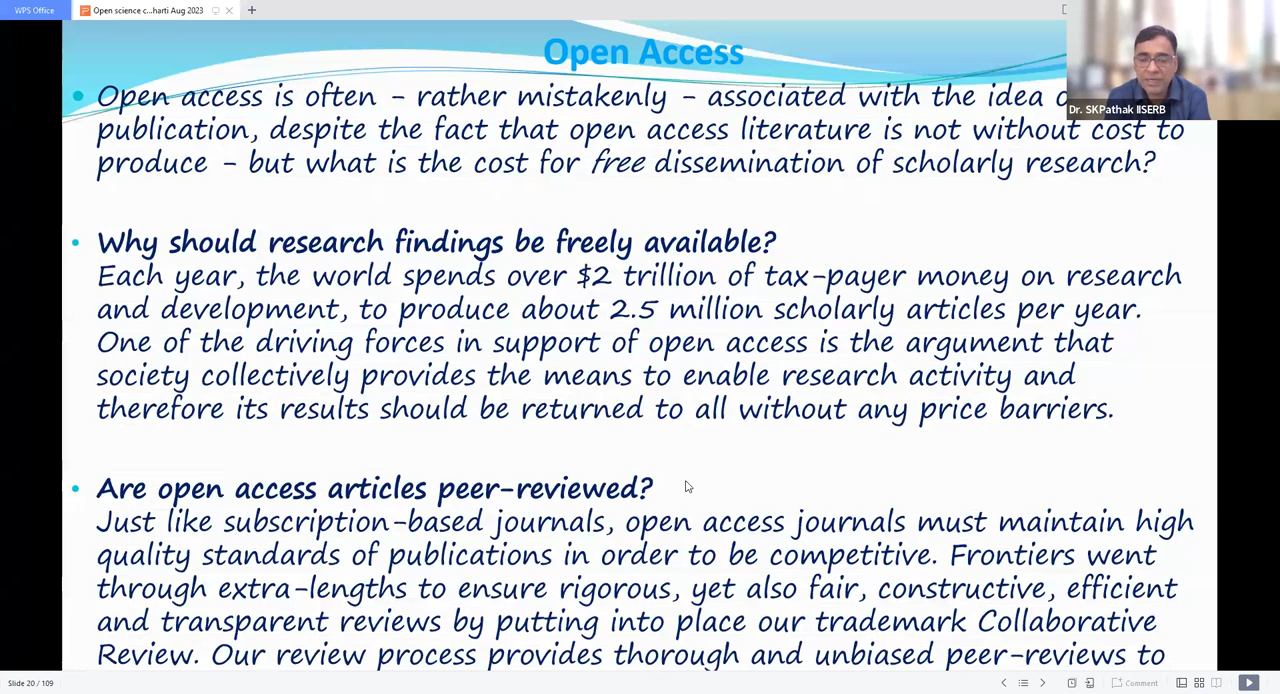 WPS Office
Open science c...harti Aug 2023
Open Access
Open access is often - rather mistakenly - associated with the idea
publication, despite the fact that open access literature is not without cost to
produce - but what is the cost for free dissemination of scholarly research?
Dr. SKPathak IISERB
Why should research findings be freely available?
Each year, the world spends over $2 trillion of tax-payer money on research
and development, to produce about 2.5 million scholarly articles per year.
One of the driving forces in support of open access is the argument that
society collectively provides the means to enable research activity and
therefore its results should be returned to all without any price barriers.
Are open access articles peer-reviewed?
Just like subscription-based journals, open access journals must maintain high
quality standards of publications in order to be competitive. Frontiers went
through extra-lengths to ensure rigorous, yet also fair, constructive, efficient
and transparent reviews by putting into place our trademark Collaborative
Review. Our review process provides thorough and unbiased peer-reviews to
Slide 20 / 109
Comment